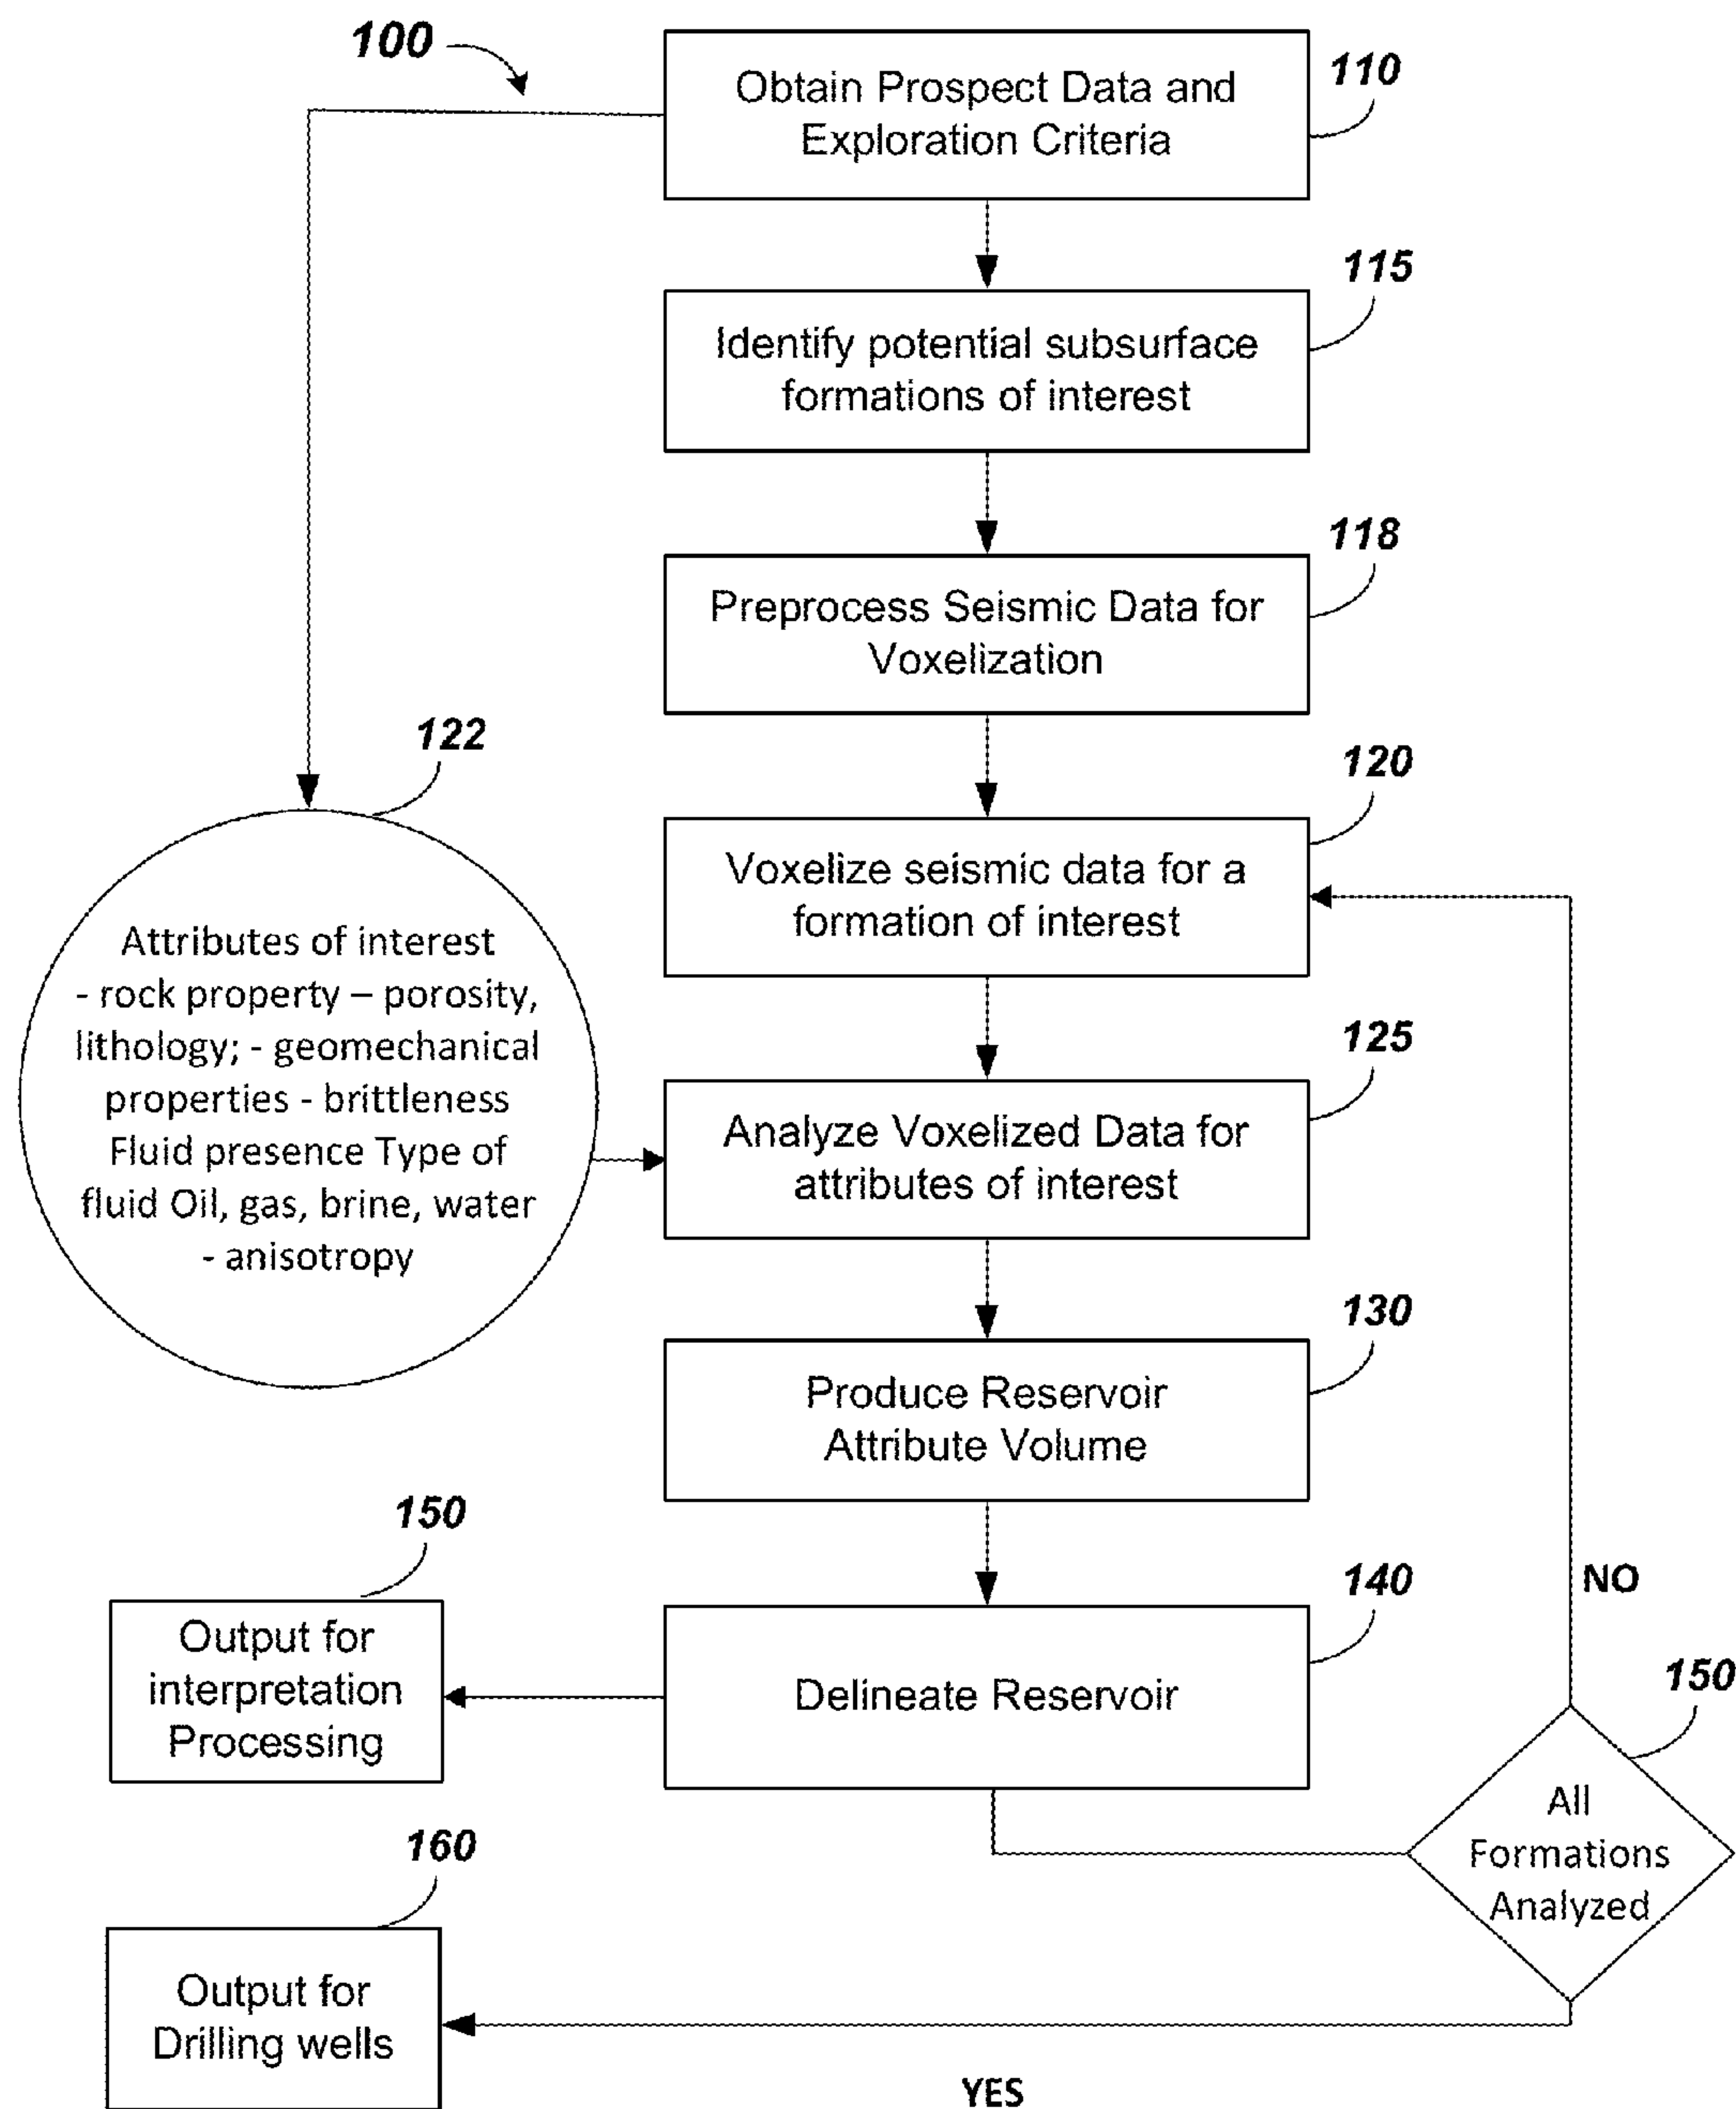 100
Obtain Prospect Data and
Exploration Criteria
110
Identify potential subsurface
formations of interest
115
Preprocess Seismic Data for
Voxelization
118
122
Attributes of interest
- rock property – porosity,
lithology; - geomechanical
properties - brittleness
Fluid presence Type of
fluid Oil, gas, brine, water
- anisotropy
Voxelize seismic data for a
formation of interest
120
Analyze Voxelized Data for
attributes of interest
125
Produce Reservoir
Attribute Volume
130
Delineate Reservoir
140
150
Output for
interpretation
Processing
NO
150
All
Formations
Analyzed
160
Output for
Drilling wells
YES